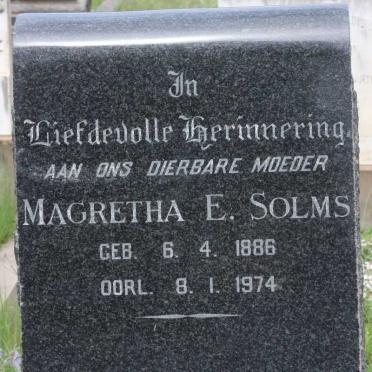 In
Liefdevolle Herinnering
AAN ONS DIERBARE MOEDER
MAGRETHA E. SOLMS
GEB. 6. 4. 1886
OORL. 8. 1. 1974